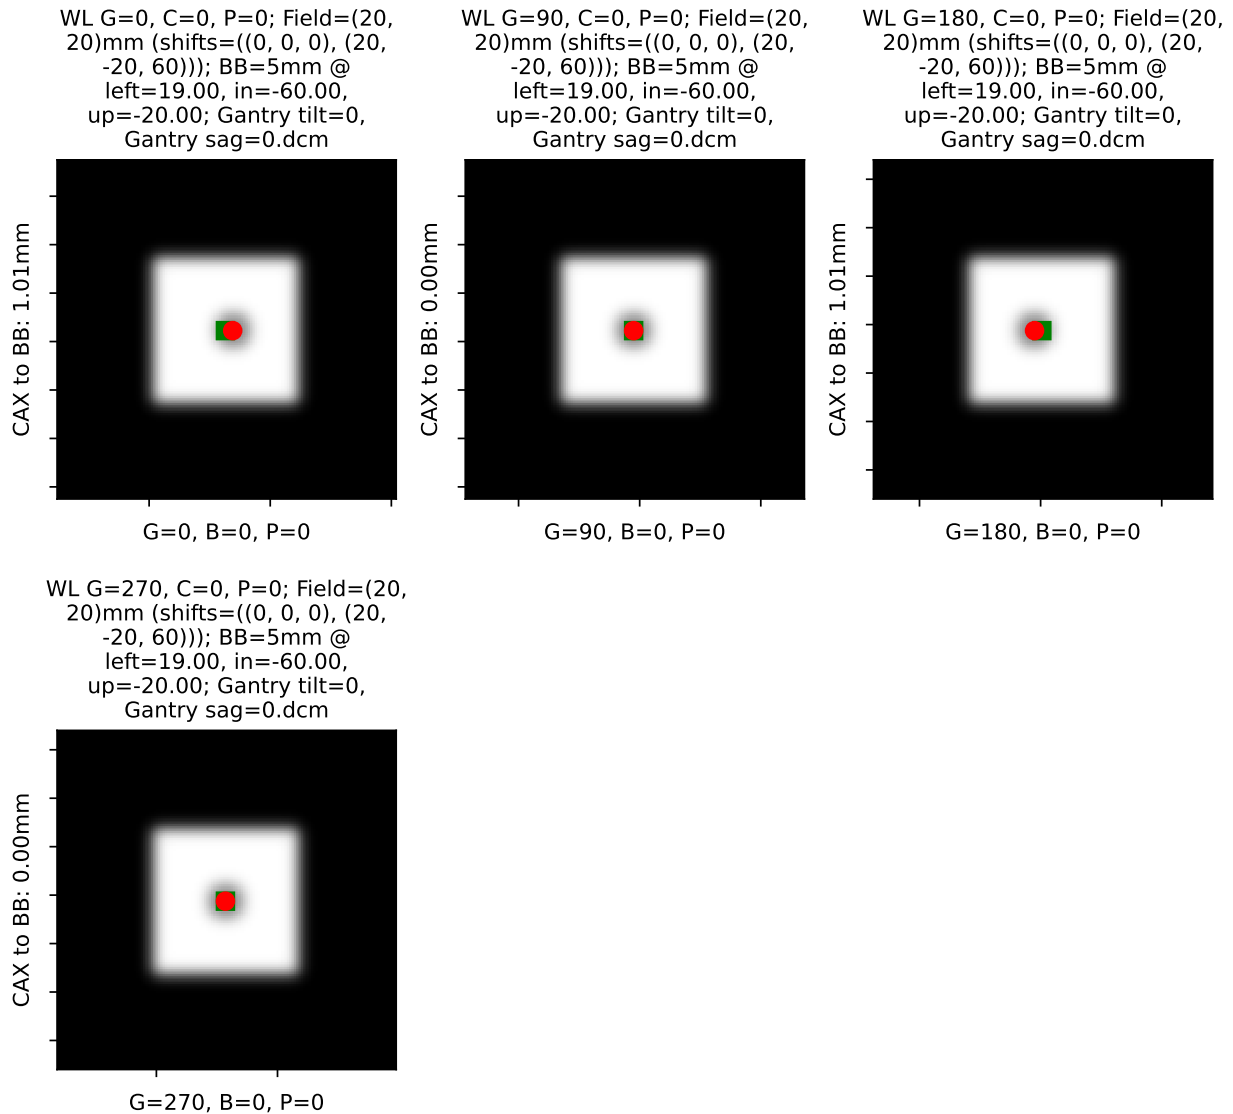 WL G=0, C=0, P=0; Field=(20,
20)mm (shifts=((0, 0, 0), (20,
-20, 60))); BB=5mm @
left=19.00, in=-60.00,
up=-20.00; Gantry tilt=0,
Gantry sag=0.dcm
CAX to BB: 1.01mm
G=0, B=0, P=0
WL G=90, C=0, P=0; Field=(20,
20)mm (shifts=((0, 0, 0), (20,
-20, 60))); BB=5mm @
left=19.00, in=-60.00,
up=-20.00; Gantry tilt=0,
Gantry sag=0.dcm
CAX to BB: 0.00mm
G=90, B=0, P=0
WL G=180, C=0, P=0; Field=(20,
20)mm (shifts=((0, 0, 0), (20,
-20, 60))); BB=5mm @
left=19.00, in=-60.00,
up=-20.00; Gantry tilt=0,
Gantry sag=0.dcm
CAX to BB: 1.01mm
G=180, B=0, P=0
WL G=270, C=0, P=0; Field=(20,
20)mm (shifts=((0, 0, 0), (20,
-20, 60))); BB=5mm @
left=19.00, in=-60.00,
up=-20.00; Gantry tilt=0,
Gantry sag=0.dcm
CAX to BB: 0.00mm
G=270, B=0, P=0